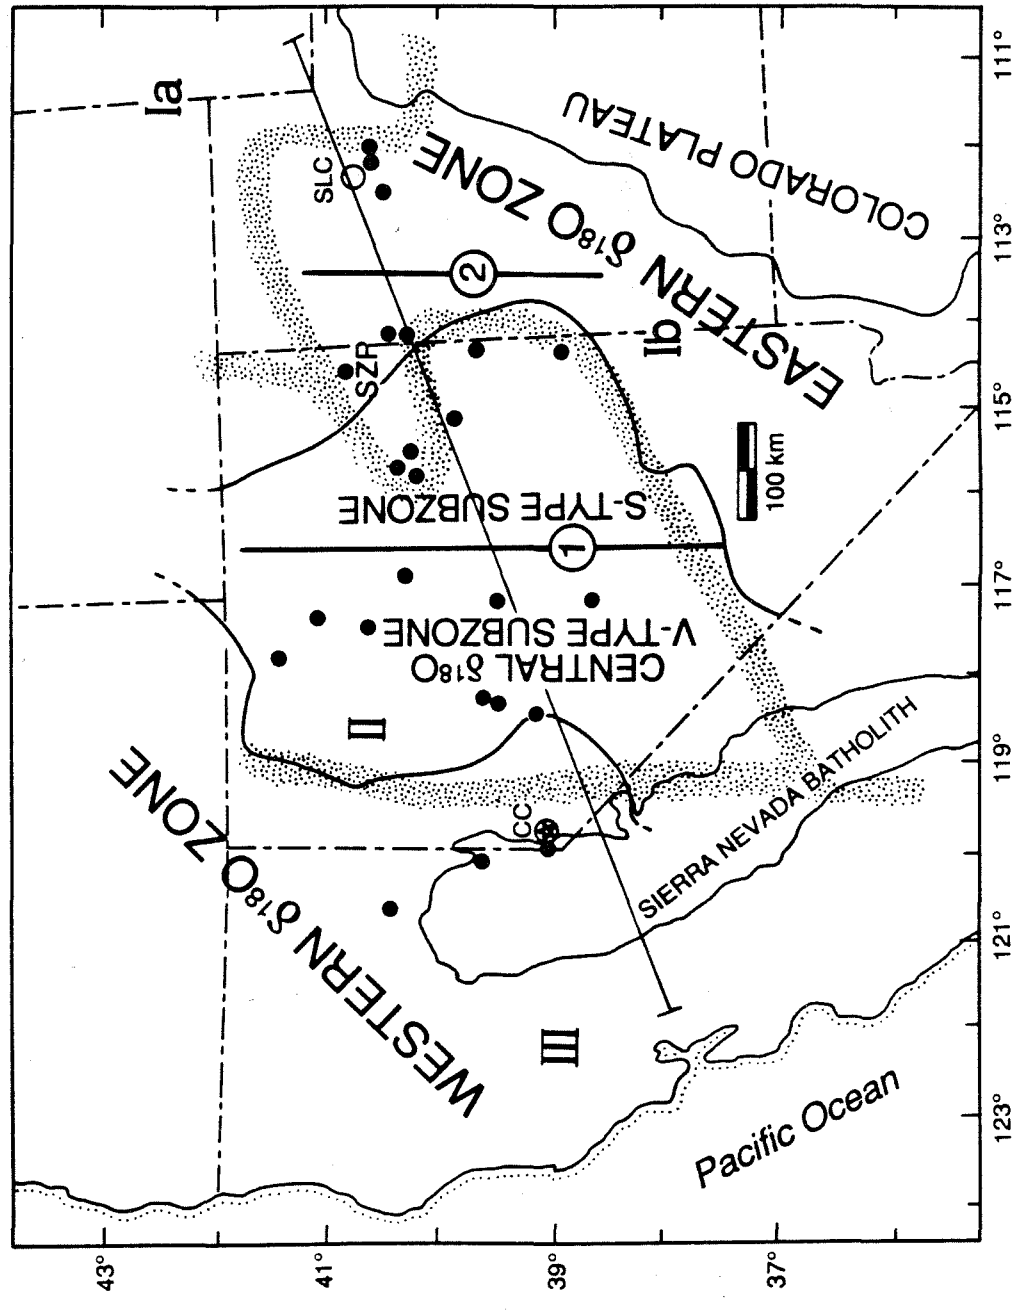 Ia
SLC
COLORADO PLATEAU
EASTERN δ¹⁸O ZONE
2
SZP
Ib
100 km
S-TYPE SUBZONE
1
V-TYPE SUBZONE
CENTRAL δ¹⁸O
II
WESTERN δ¹⁸O ZONE
CC
SIERRA NEVADA BATHOLITH
III
Pacific Ocean
43°
41°
39°
37°
111°
113°
115°
117°
119°
121°
123°